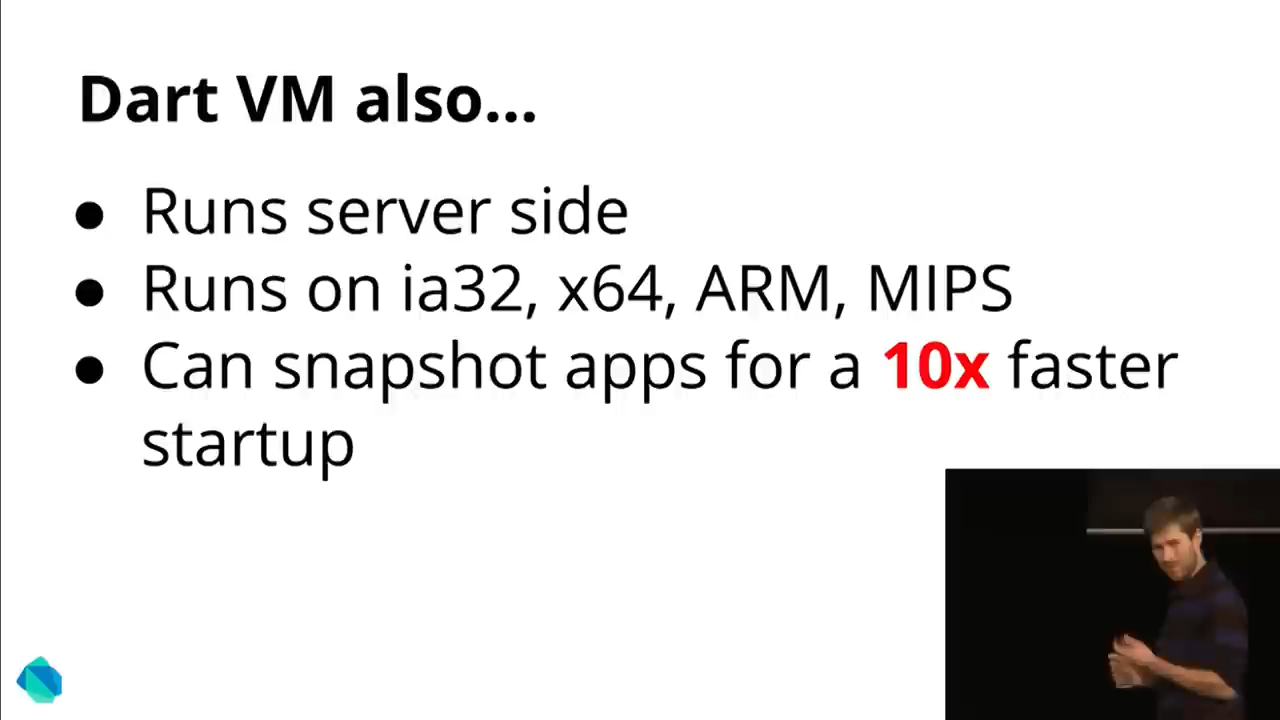 Dart VM also...
● Runs server side
● Runs on ia32, x64, ARM, MIPS
● Can snapshot apps for a 10x faster
startup